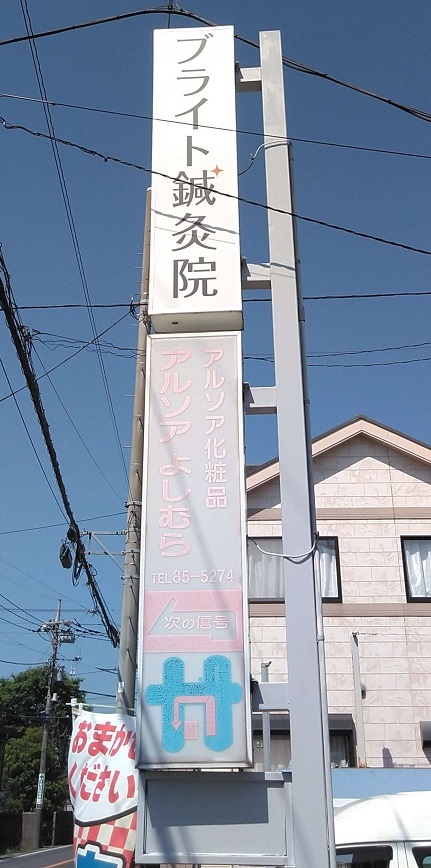 ブライト鍼灸院
アルソア化粧品
アルソア よしむら
TEL85-5274
次の信号
おまか
ください